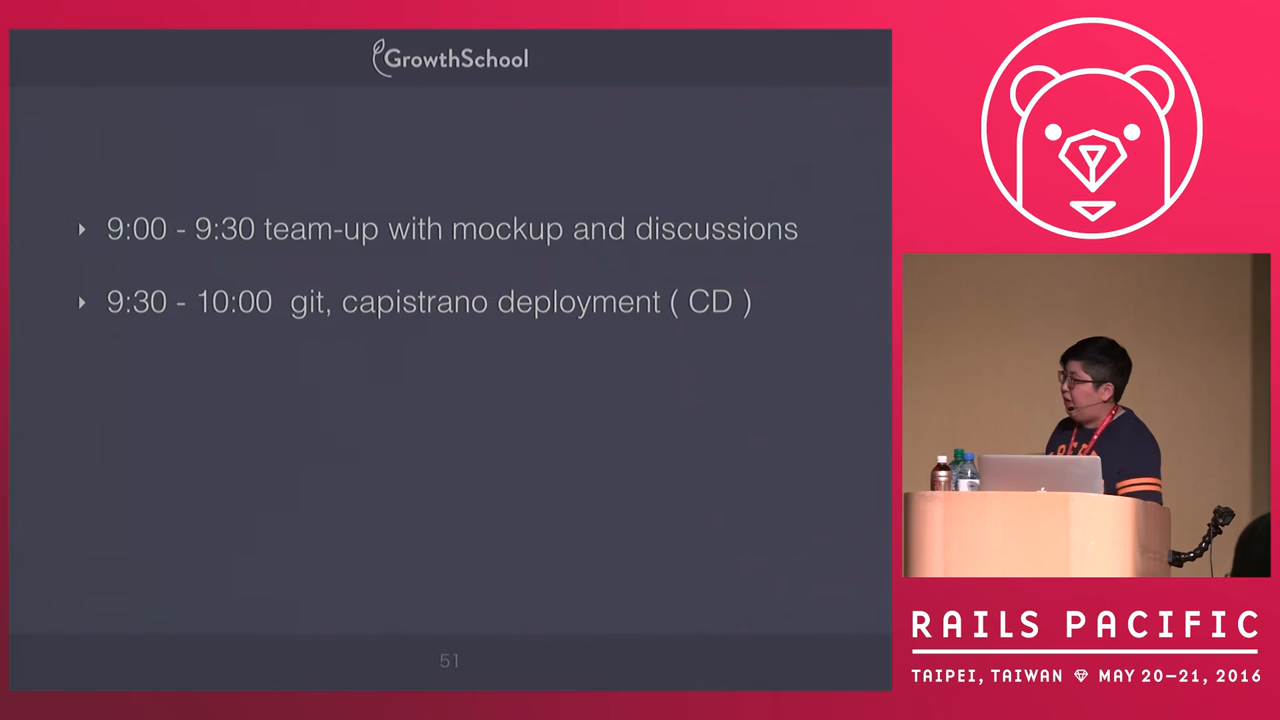 GrowthSchool
9:00 - 9:30 team-up with mockup and discussions
9:30 - 10:00 git, capistrano deployment ( CD )
51
RAILS PACIFIC
TAIPEI, TAIWAN MAY 20–21, 2016